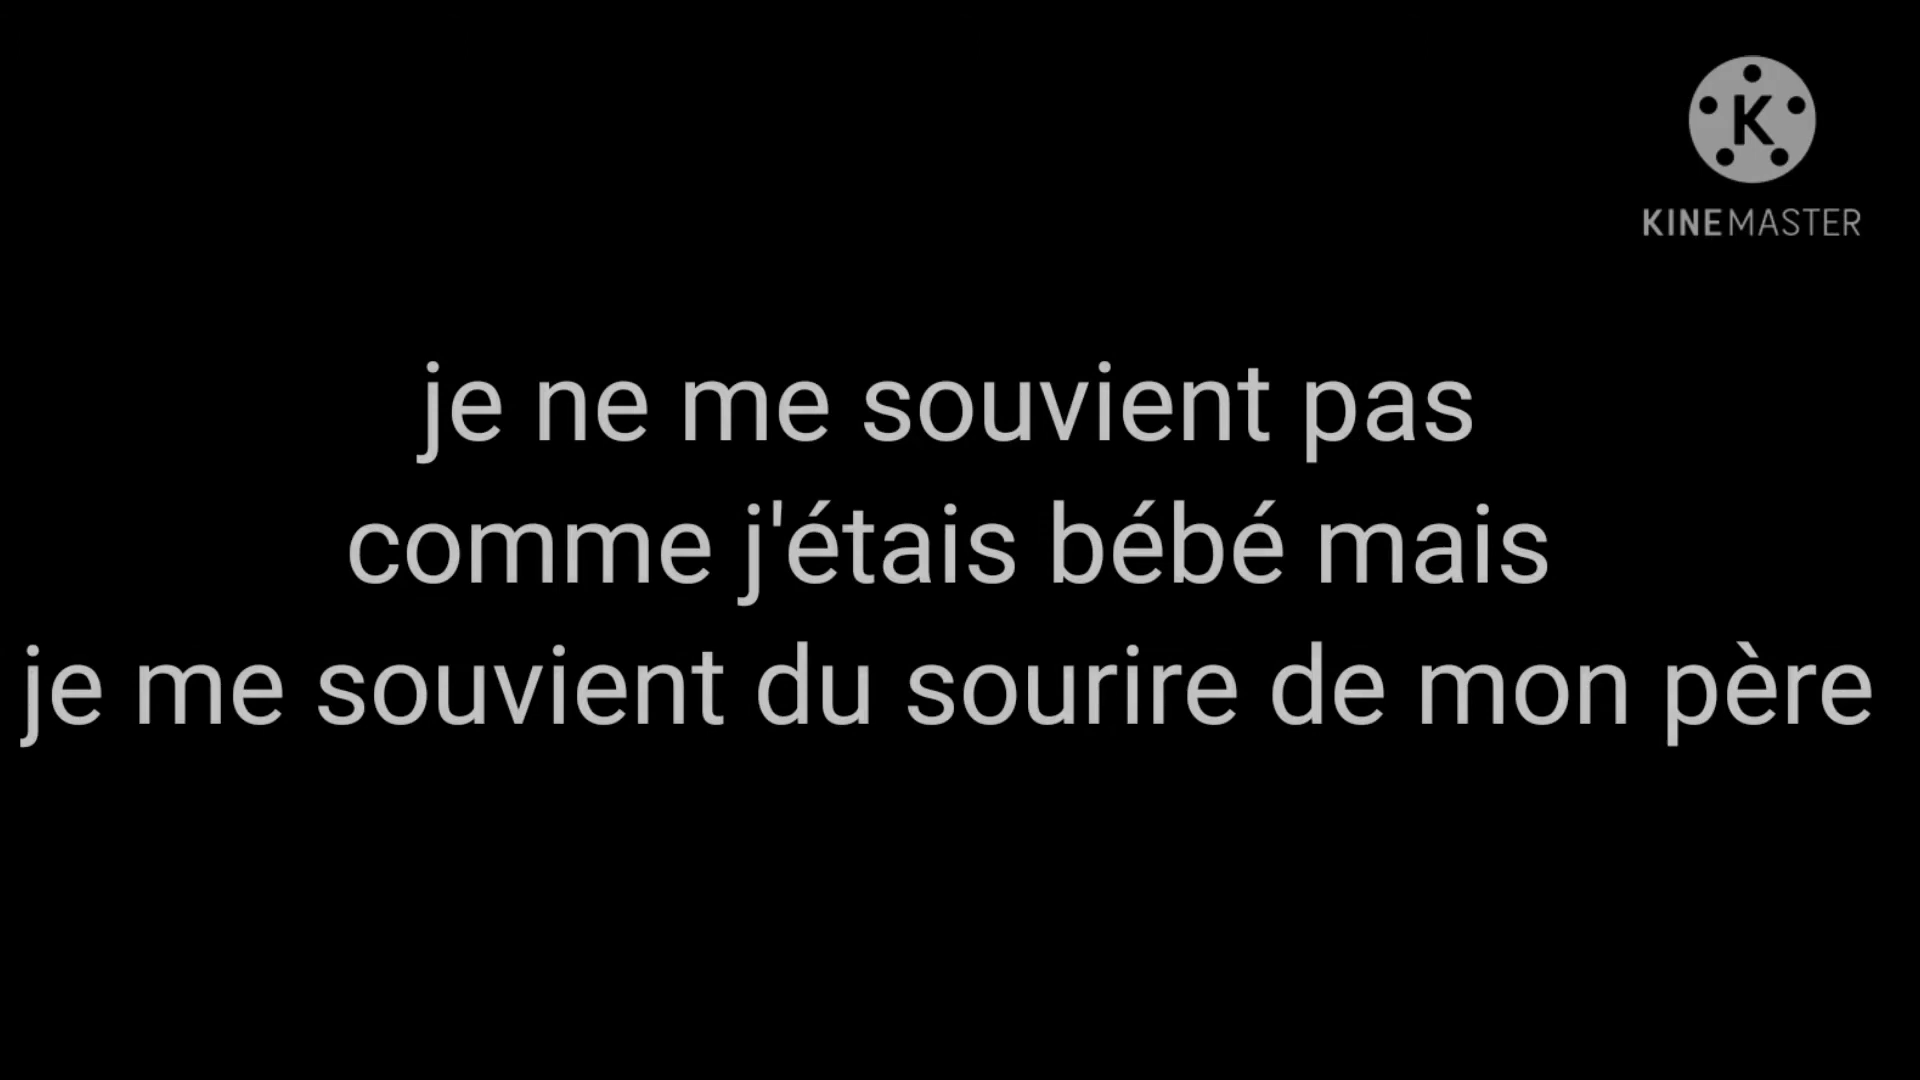 K
KINEMASTER
je ne me souvient pas
comme j'étais bébé mais
je me souvient du sourire de mon père